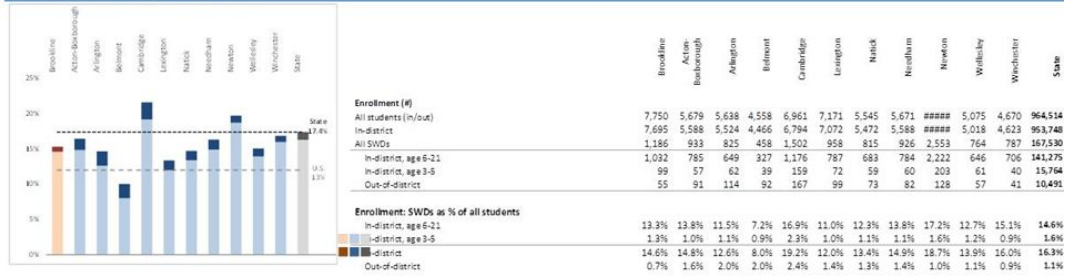 Brookline
Acton-Boxborough
Arlington
Belmont
Cambridge
Lexington
Natick
Needham
Newton
Wellesley
Winchester
State
25%
20%
15%
10%
5%
0%
State
17.4%
U.S.
13%
Brookline Acton-Boxborough Arlington Belmont Cambridge Lexington Natick Needham Newton Wellesley Winchester State
Enrollment (#)
All students (in/out) 7,750 5,679 5,638 4,558 6,961 7,171 5,545 5,671 ##### 5,075 4,670 964,514
In-district 7,695 5,588 5,524 4,466 6,794 7,072 5,472 5,588 ##### 5,018 4,623 953,748
All SWDs 1,186 933 825 458 1,502 958 815 926 2,553 764 787 167,530
In-district, age 6-21 1,032 785 649 327 1,176 787 683 784 2,222 646 706 141,275
In-district, age 3-5 99 57 62 39 159 72 59 60 203 61 40 15,764
Out-of-district 55 91 114 92 167 99 73 82 128 57 41 10,491
Enrollment: SWDs as % of all students
In-district, age 6-21 13.3% 13.8% 11.5% 7.2% 16.9% 11.0% 12.3% 13.8% 17.2% 12.7% 15.1% 14.6%
-district, age 3-5 1.3% 1.0% 1.1% 0.9% 2.3% 1.0% 1.1% 1.1% 1.6% 1.2% 0.9% 1.6%
-district 14.6% 14.8% 12.6% 8.0% 19.2% 12.0% 13.4% 14.9% 18.7% 13.9% 16.0% 16.3%
Out-of-district 0.7% 1.6% 2.0% 2.0% 2.4% 1.4% 1.3% 1.4% 1.0% 1.1% 0.9% 1.1%